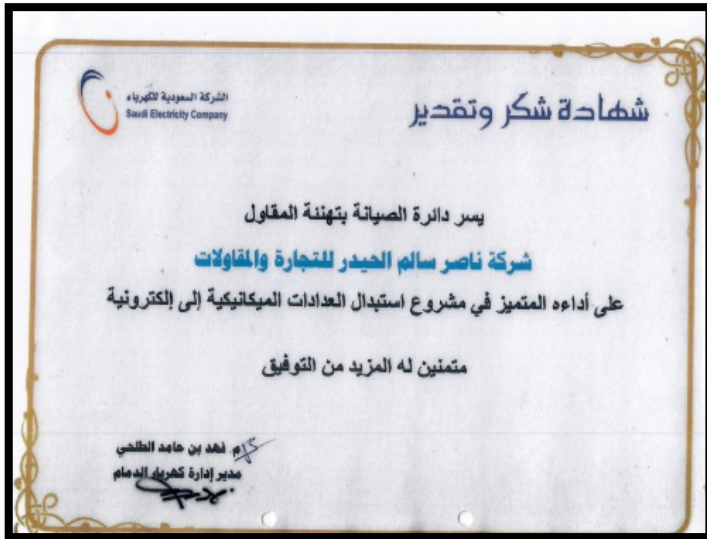 الشركة السعودية للكهرباء
Saudi Electricity Company
شهادة شكر وتقدير
يسر دائرة الصيانة بتهنئة المقاول
شركة ناصر سالم الحيدر للتجارة والمقاولات
على أداءه المتميز في مشروع استبدال العدادات الميكانيكية إلى إلكترونية
متمنين له المزيد من التوفيق
م. فهد بن حامد الطلحي
مدير إدارة كهرباء الدمام